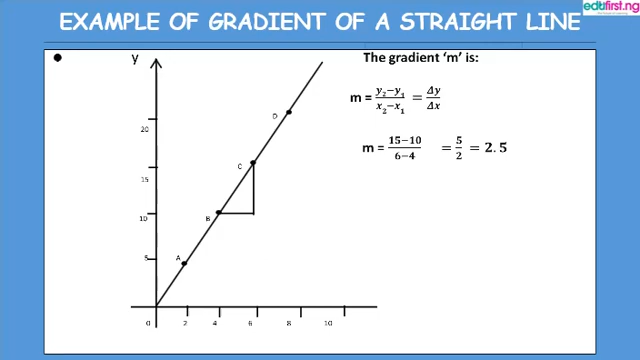 EXAMPLE OF GRADIENT OF A STRAIGHT LINE
edufirst.ng
y
The gradient ‘m’ is:
m = (y₂−y₁)/(x₂−x₁) = Δy/Δx
m = (15−10)/(6−4) = 5/2 = 2.5
D
20
C
15
B
10
A
5
0 2 4 6 8 10